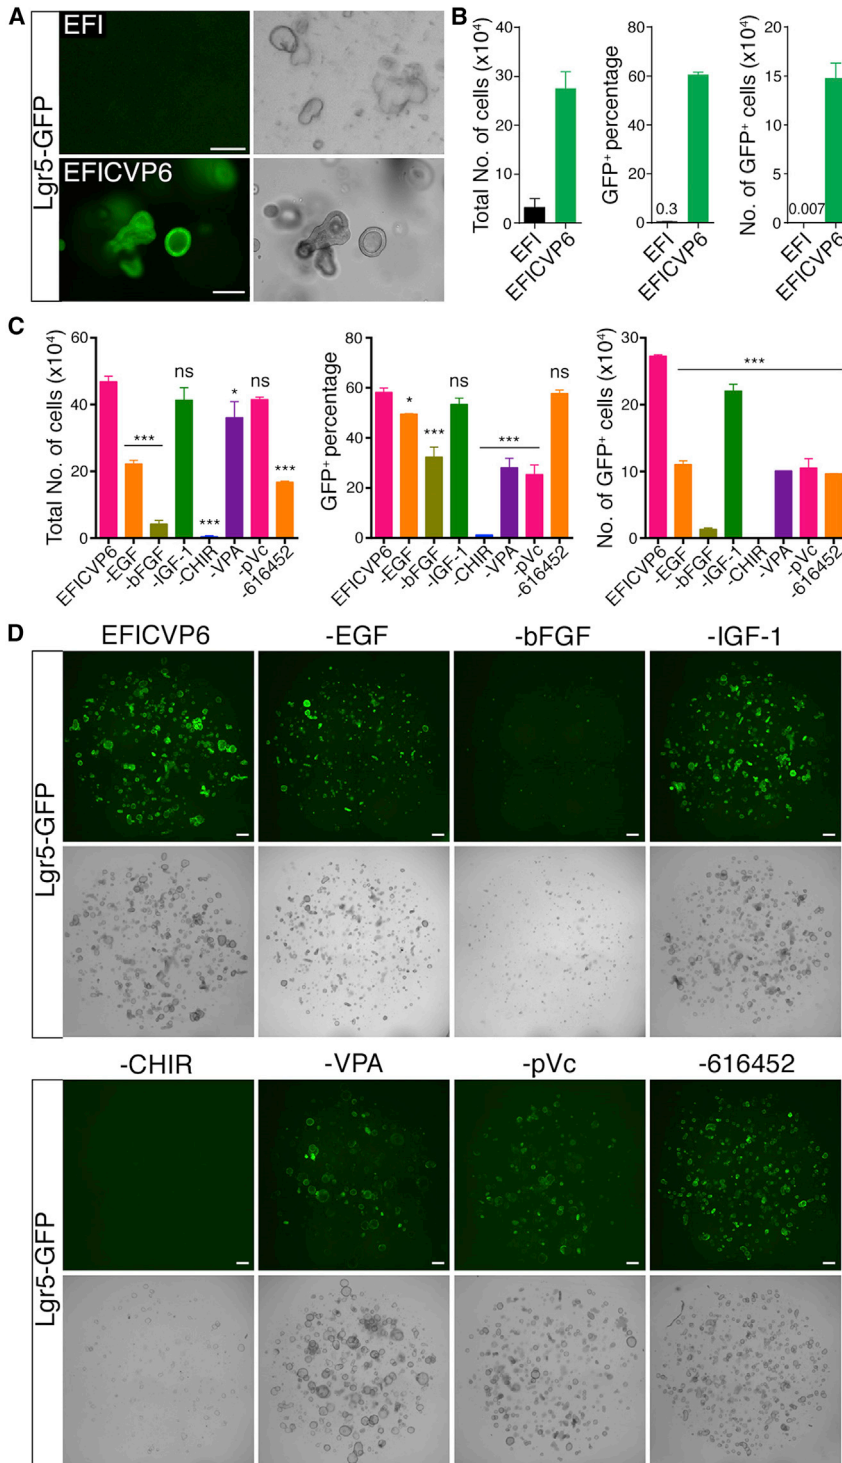 A
EFI
Lgr5-GFP
EFICVP6
B
Total No. of cells (x10⁴)
40
30
20
10
0
EFI
EFICVP6
GFP⁺ percentage
80
60
40
20
0
0.3
EFI
EFICVP6
No. of GFP⁺ cells (x10⁴)
20
15
10
5
0
0.007
EFI
EFICVP6
C
Total No. of cells (x10⁴)
60
40
20
0
***
ns
***
*
ns
***
EFICVP6
-EGF
-bFGF
-IGF-1
-CHIR
-VPA
-pVc
-616452
GFP⁺ percentage
80
60
40
20
0
*
***
ns
***
ns
EFICVP6
-EGF
-bFGF
-IGF-1
-CHIR
-VPA
-pVc
-616452
No. of GFP⁺ cells (x10⁴)
30
20
10
0
***
EFICVP6
-EGF
-bFGF
-IGF-1
-CHIR
-VPA
-pVc
-616452
D
EFICVP6 -EGF -bFGF -IGF-1
Lgr5-GFP
-CHIR -VPA -pVc -616452
Lgr5-GFP